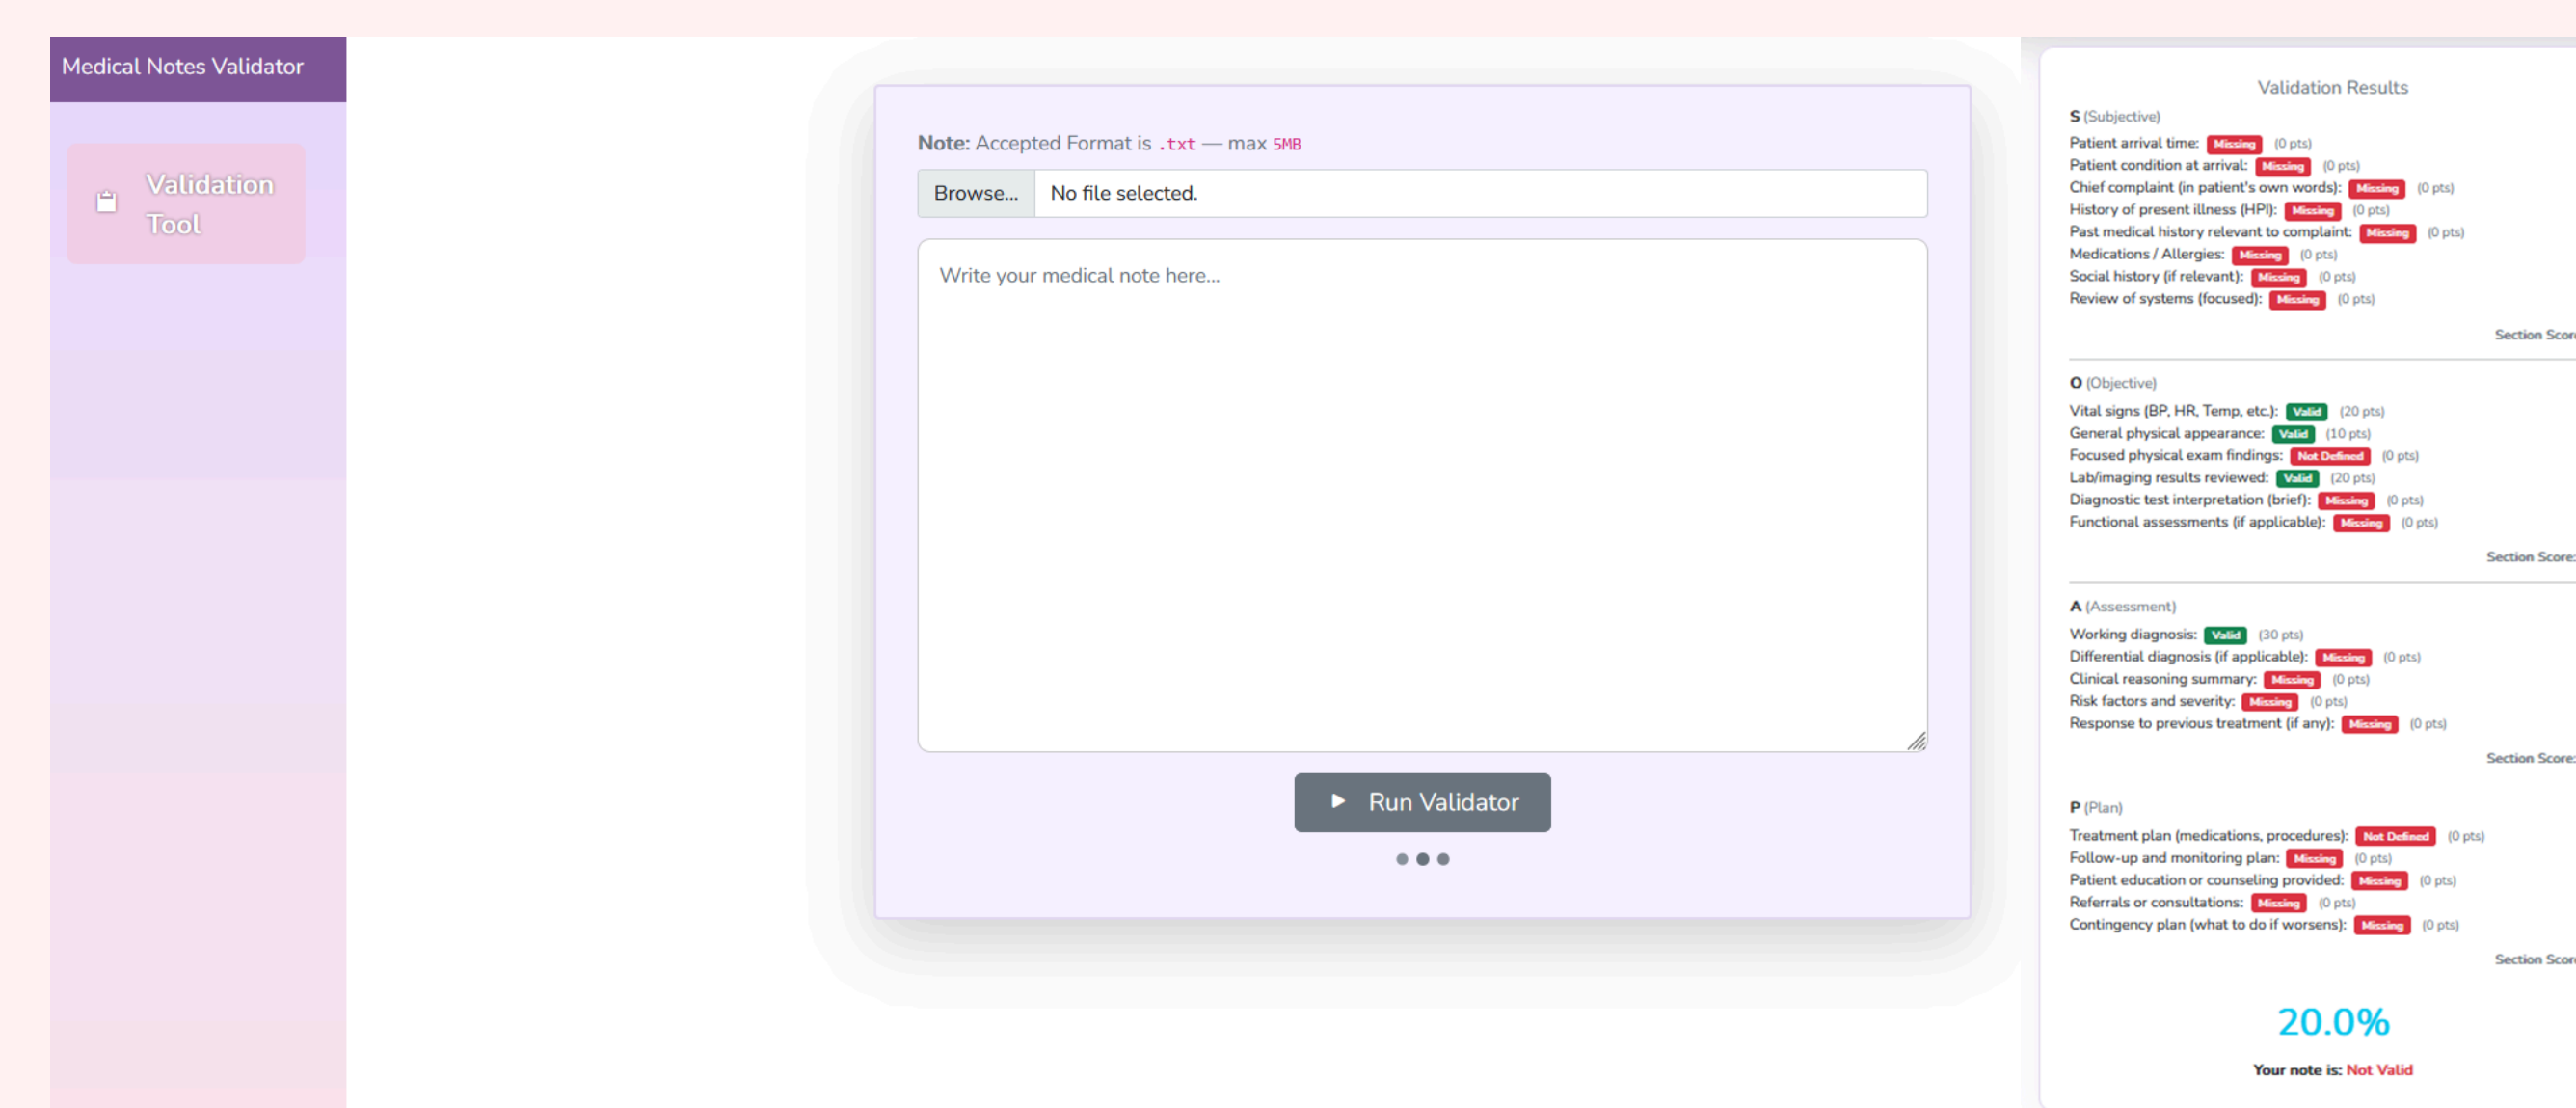 Medical Notes Validator
Validation
Tool
Note: Accepted Format is .txt — max 5MB
Browse... No file selected.
Write your medical note here...
Run Validator
Validation Results
S (Subjective)
Patient arrival time: Missing (0 pts)
Patient condition at arrival: Missing (0 pts)
Chief complaint (in patient's own words): Missing (0 pts)
History of present illness (HPI): Missing (0 pts)
Past medical history relevant to complaint: Missing (0 pts)
Medications / Allergies: Missing (0 pts)
Social history (if relevant): Missing (0 pts)
Review of systems (focused): Missing (0 pts)
Section Score
O (Objective)
Vital signs (BP, HR, Temp, etc.): Valid (20 pts)
General physical appearance: Valid (10 pts)
Focused physical exam findings: Not Defined (0 pts)
Lab/imaging results reviewed: Valid (20 pts)
Diagnostic test interpretation (brief): Missing (0 pts)
Functional assessments (if applicable): Missing (0 pts)
Section Score:
A (Assessment)
Working diagnosis: Valid (30 pts)
Differential diagnosis (if applicable): Missing (0 pts)
Clinical reasoning summary: Missing (0 pts)
Risk factors and severity: Missing (0 pts)
Response to previous treatment (if any): Missing (0 pts)
Section Score:
P (Plan)
Treatment plan (medications, procedures): Not Defined (0 pts)
Follow-up and monitoring plan: Missing (0 pts)
Patient education or counseling provided: Missing (0 pts)
Referrals or consultations: Missing (0 pts)
Contingency plan (what to do if worsens): Missing (0 pts)
Section Score
20.0%
Your note is: Not Valid